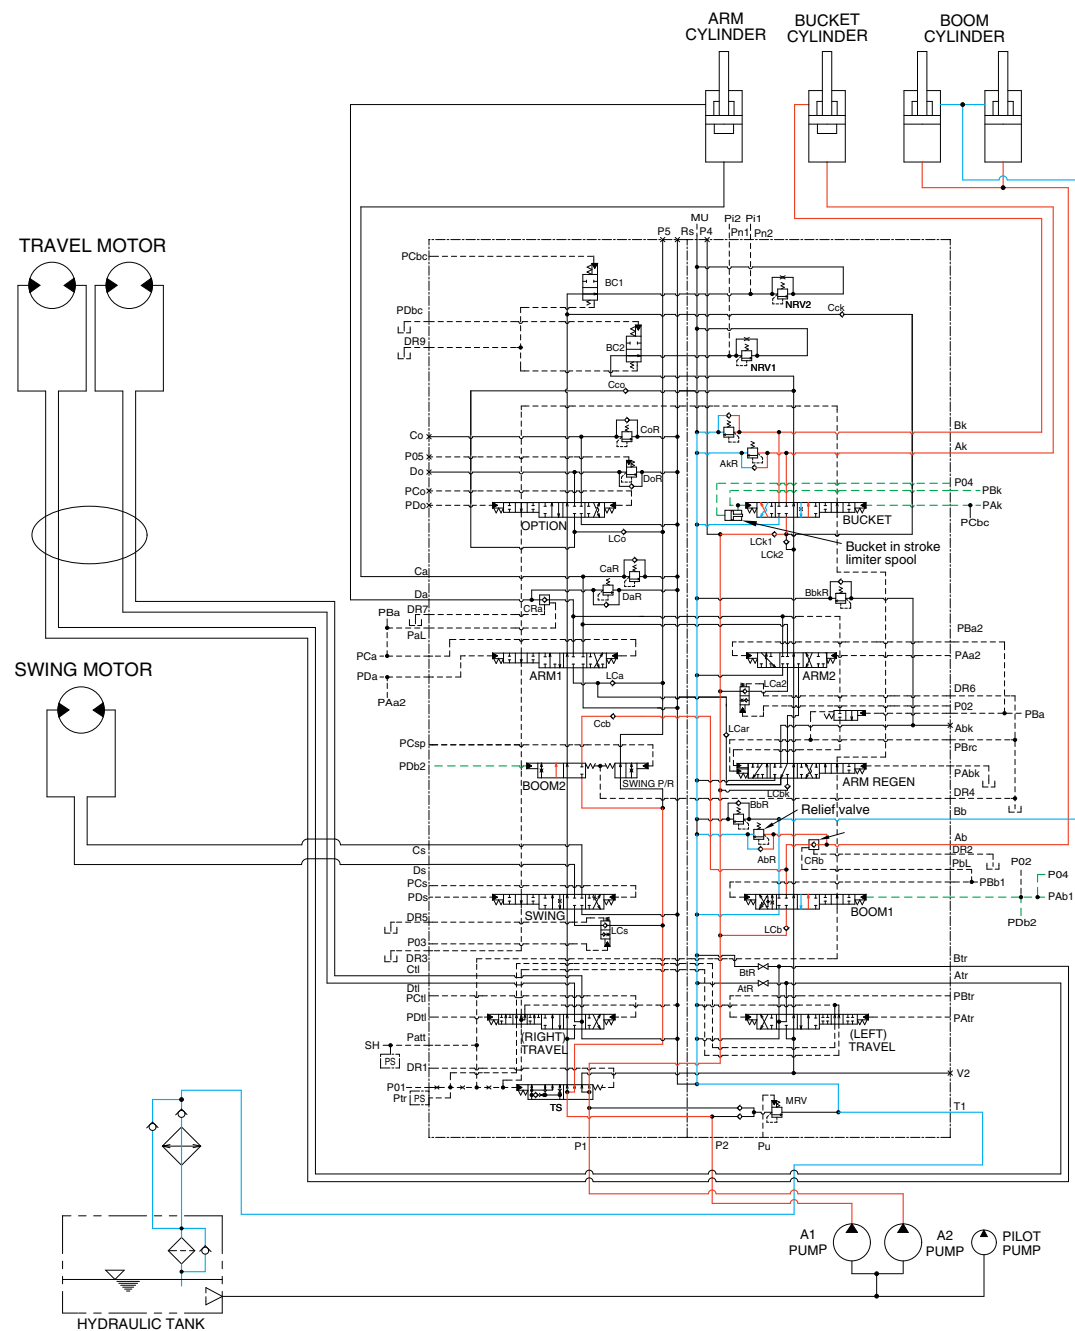 ARM
CYLINDER
BUCKET
CYLINDER
BOOM
CYLINDER
TRAVEL MOTOR
SWING MOTOR
MU
Pi2 Pi1
P5
Rs
P4
Pn1
Pn2
PCbc
BC1
NRV2
Cck
PDbc
DR9
BC2
NRV1
Cco
Co
CoR
Bk
P05
Ak
Do
DoR
AkR
PCo
P04
PBk
PDo
PAk
OPTION
BUCKET
PCbc
LCo
LCk1
LCk2
Bucket in stroke
limiter spool
Ca
CaR
Da
DaR
BbkR
CRa
PBa
DR7
PaL
PBa2
PCa
PAa2
PDa
ARM1
ARM2
LCa
LCa2
DR6
PAa2
P02
Ccb
PBa
LCar
Abk
PCsp
PBrc
PDb2
PAbk
BOOM2
SWING P/R
ARM REGEN
LCbk
DR4
BbR
Relief valve
Bb
Cs
AbR
Ab
CRb
DR2
Ds
PbL
P02
PCs
PBb1
P04
PDs
PAb1
SWING
BOOM1
DR5
PDb2
LCs
LCb
P03
DR3
Ctl
Btr
BtR
Atr
Dtl
AtR
PCtl
PBtr
PDtl
PAtr
(RIGHT)
TRAVEL
(LEFT)
TRAVEL
Patt
SH
PS
DR1
V2
P01
Ptr
PS
TS
MRV
T1
P1
P2
Pu
A1
PUMP
A2
PUMP
PILOT
PUMP
HYDRAULIC TANK